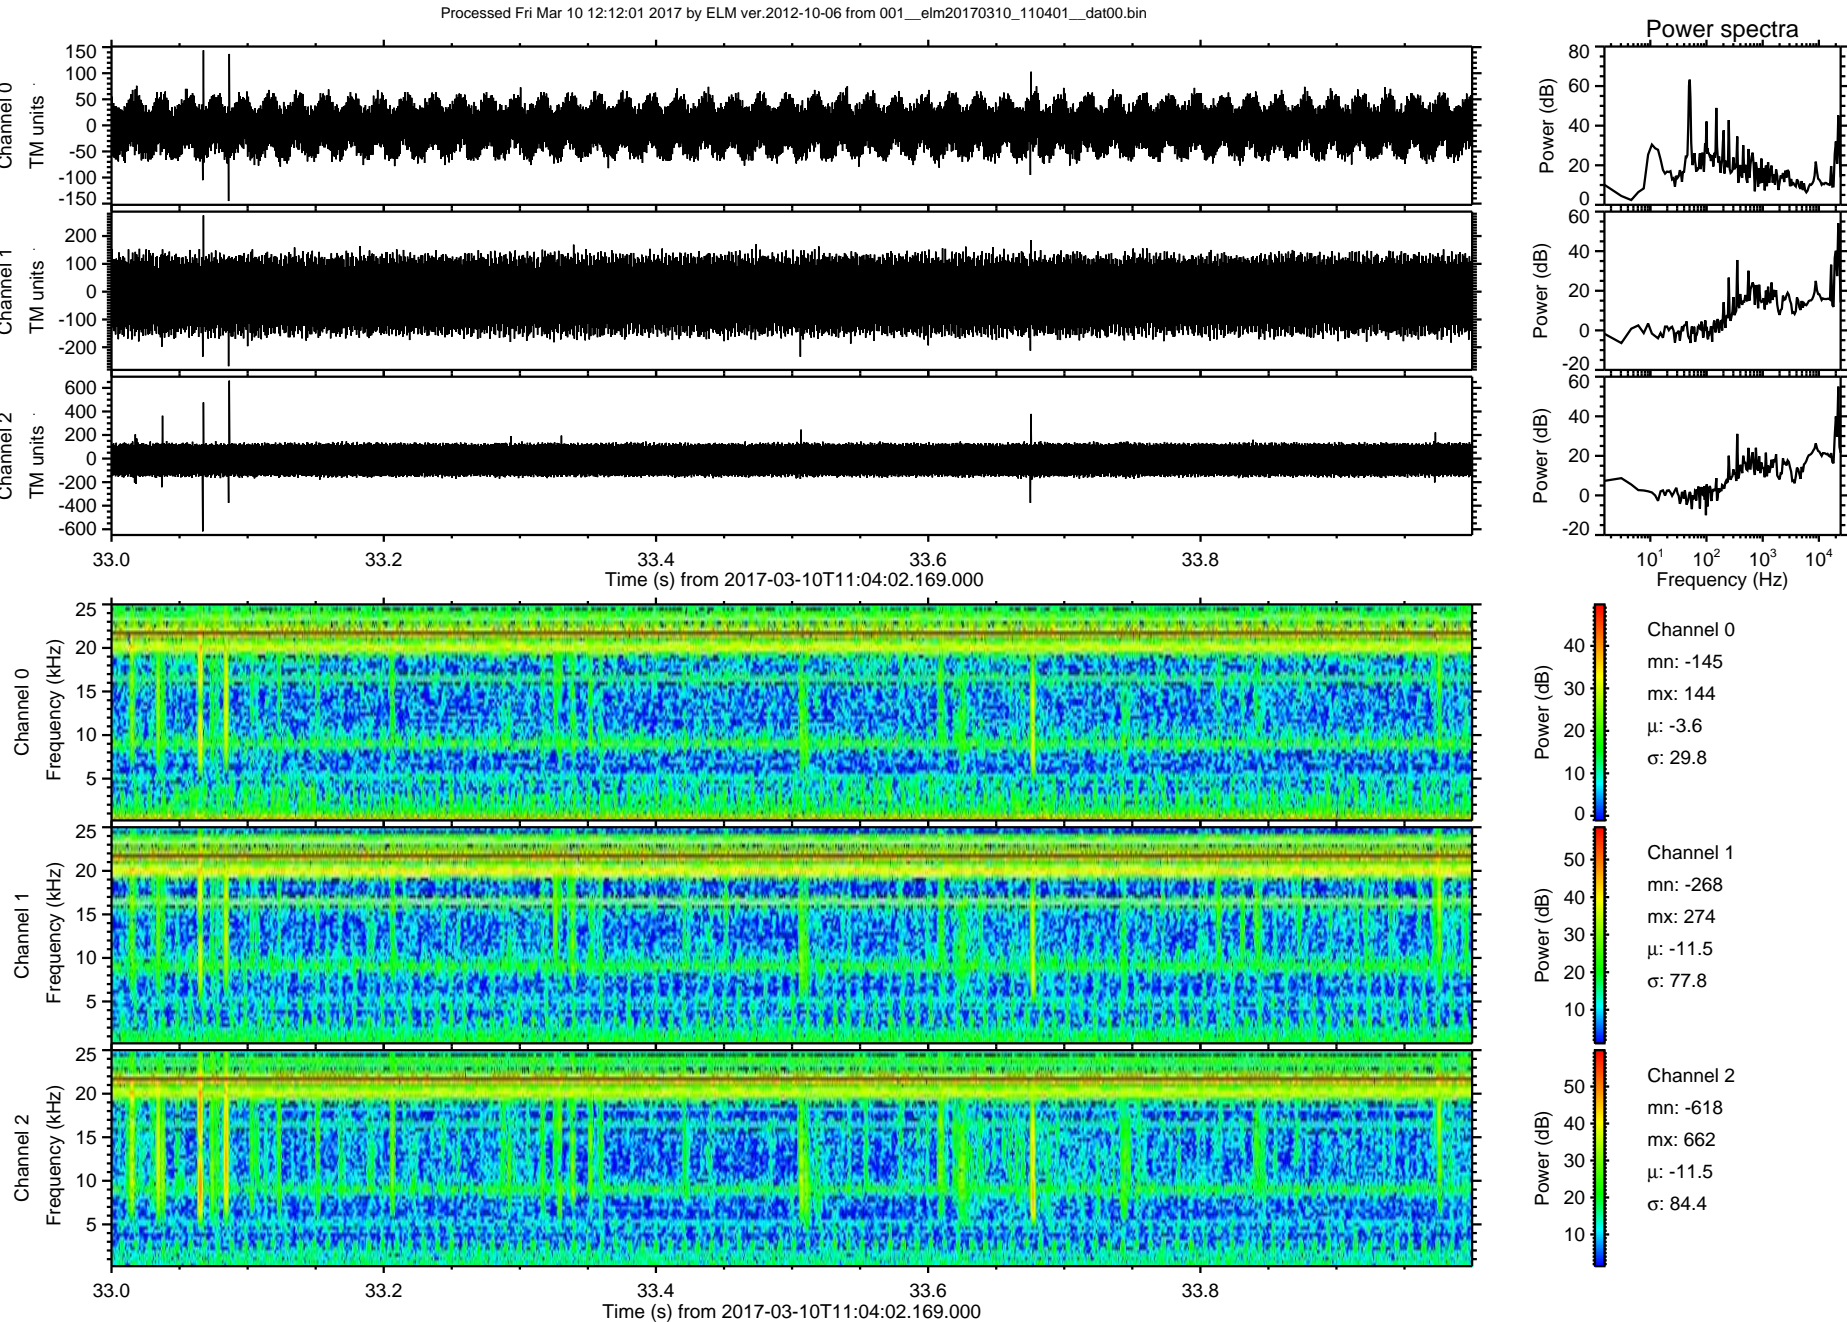 Processed Fri Mar 10 12:12:01 2017 by ELM ver.2012-10-06 from 001__elm20170310_110401__dat00.bin
Power spectra
Channel 0
TM units
150
100
50
0
-50
-100
-150
Power (dB)
80
60
40
20
0
Channel 1
TM units
200
100
0
-100
-200
Power (dB)
60
40
20
0
-20
Channel 2
TM units
600
400
200
0
-200
-400
-600
Power (dB)
60
40
20
0
-20
33.0 33.2 33.4 33.6 33.8
Time (s) from 2017-03-10T11:04:02.169.000
10^1 10^2 10^3 10^4
Frequency (Hz)
Channel 0
Frequency (kHz)
25
20
15
10
5
Power (dB)
40
30
20
10
0
Channel 0
mn: -145
mx: 144
μ: -3.6
σ: 29.8
Channel 1
Frequency (kHz)
25
20
15
10
5
Power (dB)
50
40
30
20
10
Channel 1
mn: -268
mx: 274
μ: -11.5
σ: 77.8
Channel 2
Frequency (kHz)
25
20
15
10
5
Power (dB)
50
40
30
20
10
Channel 2
mn: -618
mx: 662
μ: -11.5
σ: 84.4
33.0 33.2 33.4 33.6 33.8
Time (s) from 2017-03-10T11:04:02.169.000